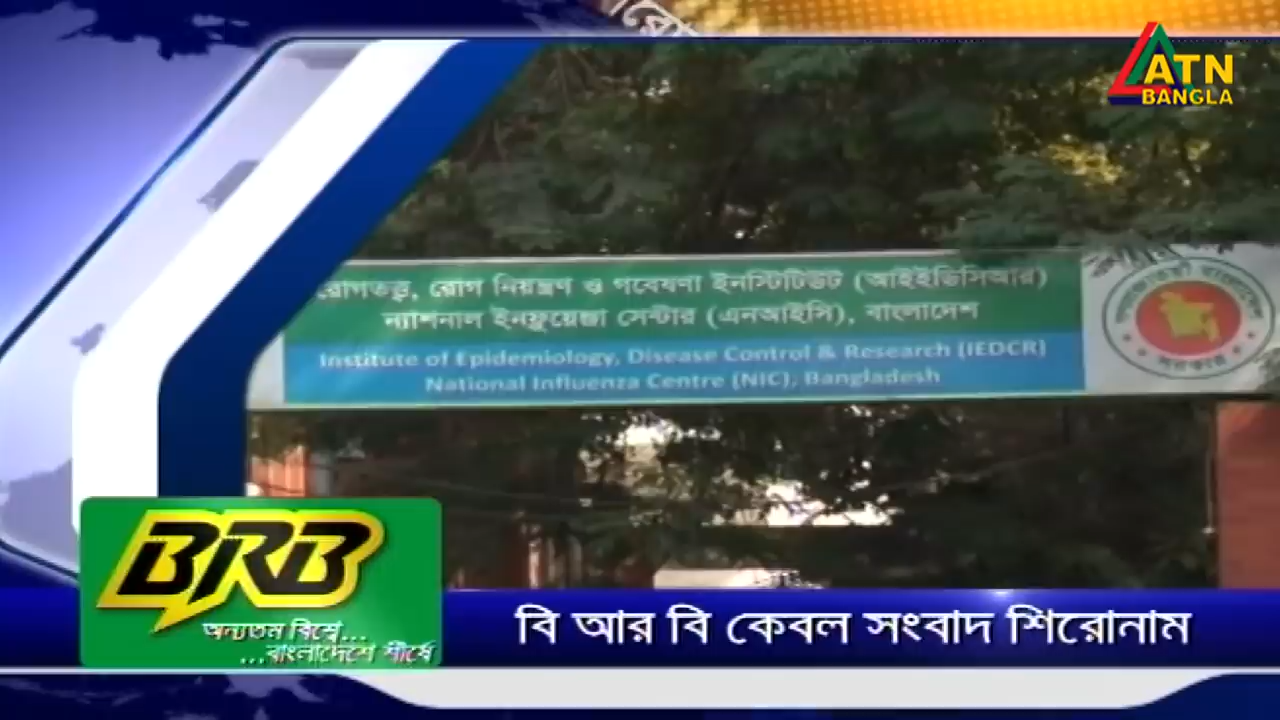 ATN
BANGLA
রোগতত্ত্ব, রোগ নিয়ন্ত্রণ ও গবেষণা ইনস্টিটিউট (আইইডিসিআর)
ন্যাশনাল ইনফ্লুয়েঞ্জা সেন্টার (এনআইসি), বাংলাদেশ
Institute of Epidemiology, Disease Control & Research (IEDCR)
National Influenza Centre (NIC), Bangladesh
BRB
অন্যতম বিশ্বে...
...বাংলাদেশে শীর্ষে
বি আর বি কেবল সংবাদ শিরোনাম